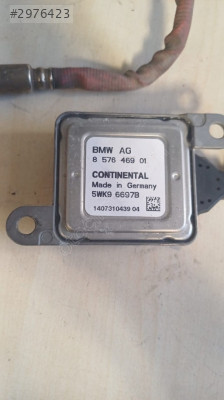 #2976423
BMW AG
8 576 469 01
CONTINENTAL
Made in Germany
5WK9 6697B
1407310439 04